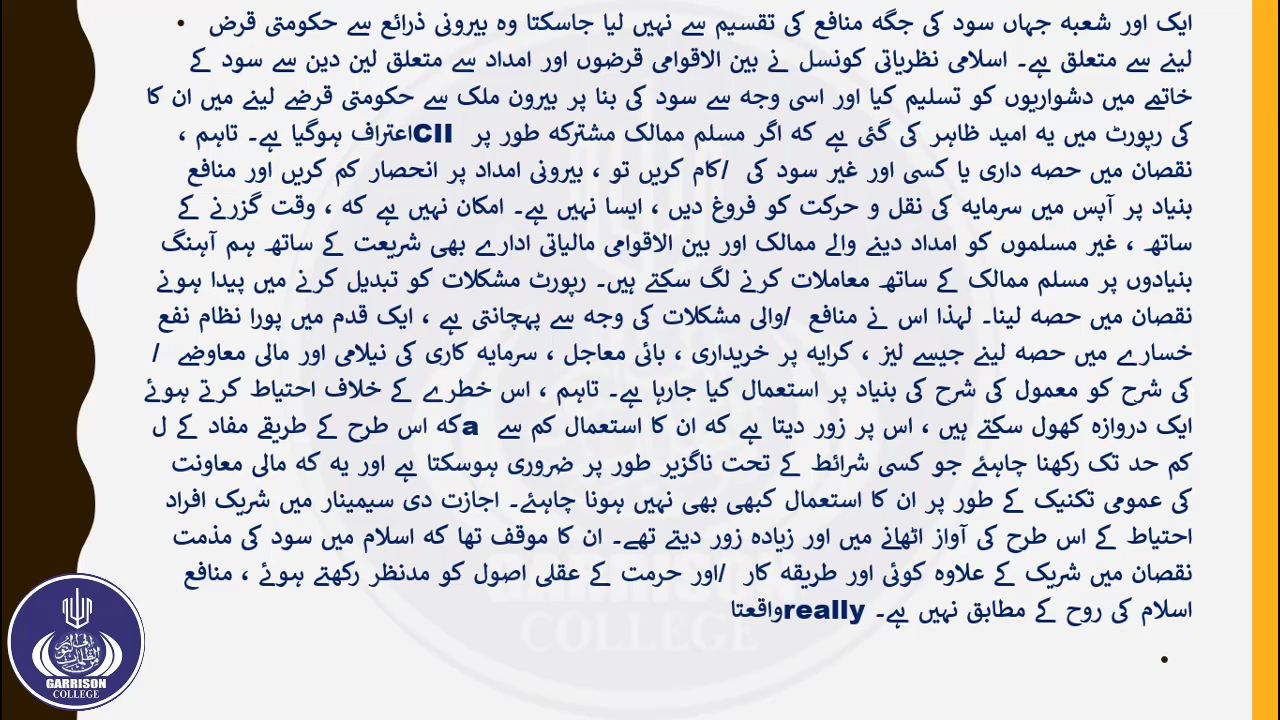 ایک اور شعبہ جہاں سود کی جگہ منافع کی تقسیم سے نہیں لیا جاسکتا وہ بیرونی ذرائع سے حکومتی قرض •
لینے سے متعلق ہے۔ اسلامی نظریاتی کونسل نے بین الاقوامی قرضوں اور امداد سے متعلق لین دین سے سود کے
خاتمے میں دشواریوں کو تسلیم کیا اور اسی وجہ سے سود کی بنا پر بیرون ملک سے حکومتی قرضے لینے میں ان کا
کی رپورٹ میں یہ امید ظاہر کی گئی ہے کہ اگر مسلم ممالک مشترکہ طور پر CIIاعتراف ہوگیا ہے۔ تاہم ،
نقصان میں حصہ داری یا کسی اور غیر سود کی /کام کریں تو ، بیرونی امداد پر انحصار کم کریں اور منافع
بنیاد پر آپس میں سرمایہ کی نقل و حرکت کو فروغ دیں ، ایسا نہیں ہے۔ امکان نہیں ہے کہ ، وقت گزرنے کے
ساتھ ، غیر مسلموں کو امداد دینے والے ممالک اور بین الاقوامی مالیاتی ادارے بھی شریعت کے ساتھ ہم آہنگ
بنیادوں پر مسلم ممالک کے ساتھ معاملات کرنے لگ سکتے ہیں۔ رپورٹ مشکلات کو تبدیل کرنے میں پیدا ہونے
نقصان میں حصہ لینا۔ لہذا اس نے منافع /والی مشکلات کی وجہ سے پہچانتی ہے ، ایک قدم میں پورا نظام نفع
خسارے میں حصہ لینے جیسے لیز ، کرایہ پر خریداری ، بائی معاجل ، سرمایہ کاری کی نیلامی اور مالی معاوضے /
کی شرح کو معمول کی شرح کی بنیاد پر استعمال کیا جارہا ہے۔ تاہم ، اس خطرے کے خلاف احتیاط کرتے ہوئے
ایک دروازہ کھول سکتے ہیں ، اس پر زور دیتا ہے کہ ان کا استعمال کم سے aکہ اس طرح کے طریقے مفاد کے ل
کم حد تک رکھنا چاہئے جو کسی شرائط کے تحت ناگزیر طور پر ضروری ہوسکتا ہے اور یہ کہ مالی معاونت
کی عمومی تکنیک کے طور پر ان کا استعمال کبھی بھی نہیں ہونا چاہئے۔ اجازت دی سیمینار میں شریک افراد
احتیاط کے اس طرح کی آواز اٹھانے میں اور زیادہ زور دیتے تھے۔ ان کا موقف تھا کہ اسلام میں سود کی مذمت
نقصان میں شریک کے علاوہ کوئی اور طریقہ کار /اور حرمت کے عقلی اصول کو مدنظر رکھتے ہوئے ، منافع
اسلام کی روح کے مطابق نہیں ہے۔ reallyواقعتا
•
GARRISON
COLLEGE